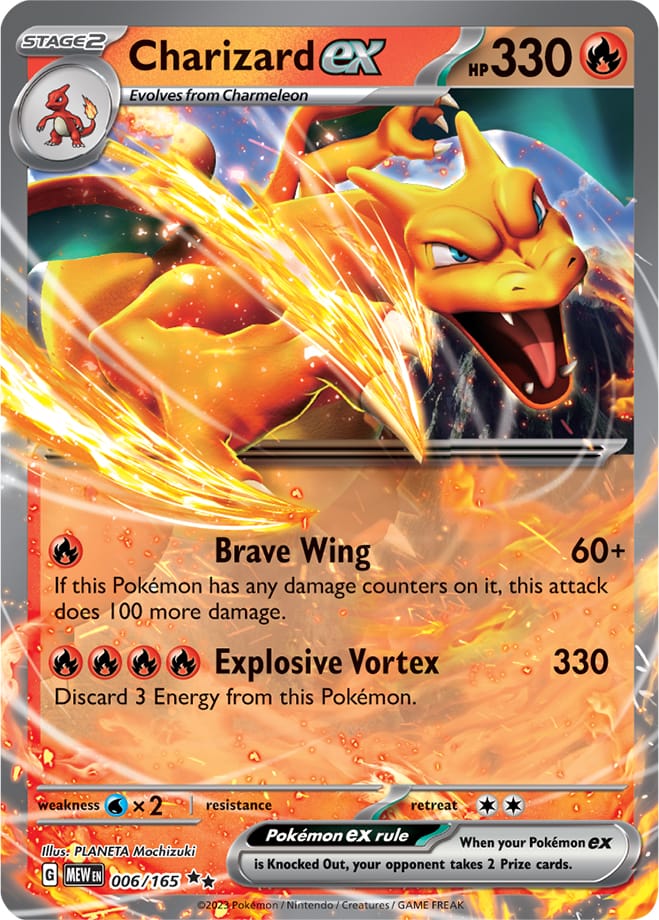 STAGE2
Charizard ex
HP 330
Evolves from Charmeleon
Brave Wing 60+
If this Pokémon has any damage counters on it, this attack
does 100 more damage.
Explosive Vortex 330
Discard 3 Energy from this Pokémon.
weakness ×2 resistance retreat
Pokémon ex rule
When your Pokémon ex
is Knocked Out, your opponent takes 2 Prize cards.
Illus. PLANETA Mochizuki
G MEW EN 006/165 ★★
©2023 Pokémon / Nintendo / Creatures / GAME FREAK